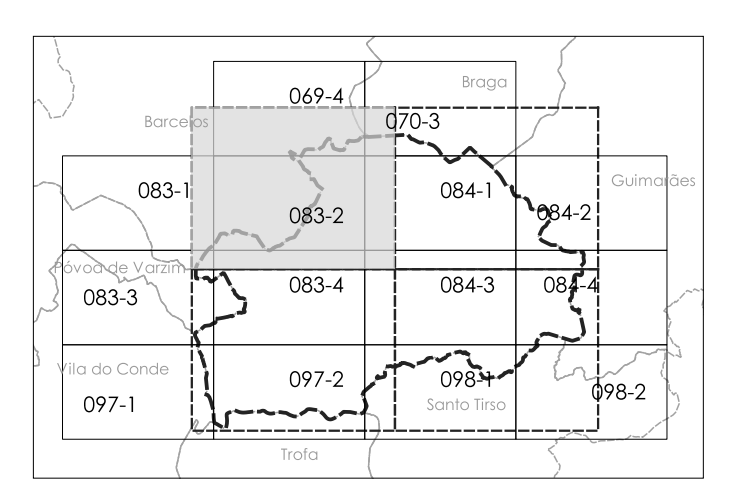 Braga
069-4
Barcelos
070-3
Guimarães
083-1
084-1
083-2
084-2
Póvoa de Varzim
083-4
084-3
084-4
083-3
Vila do Conde
097-2
098-1
098-2
097-1
Santo Tirso
Trofa